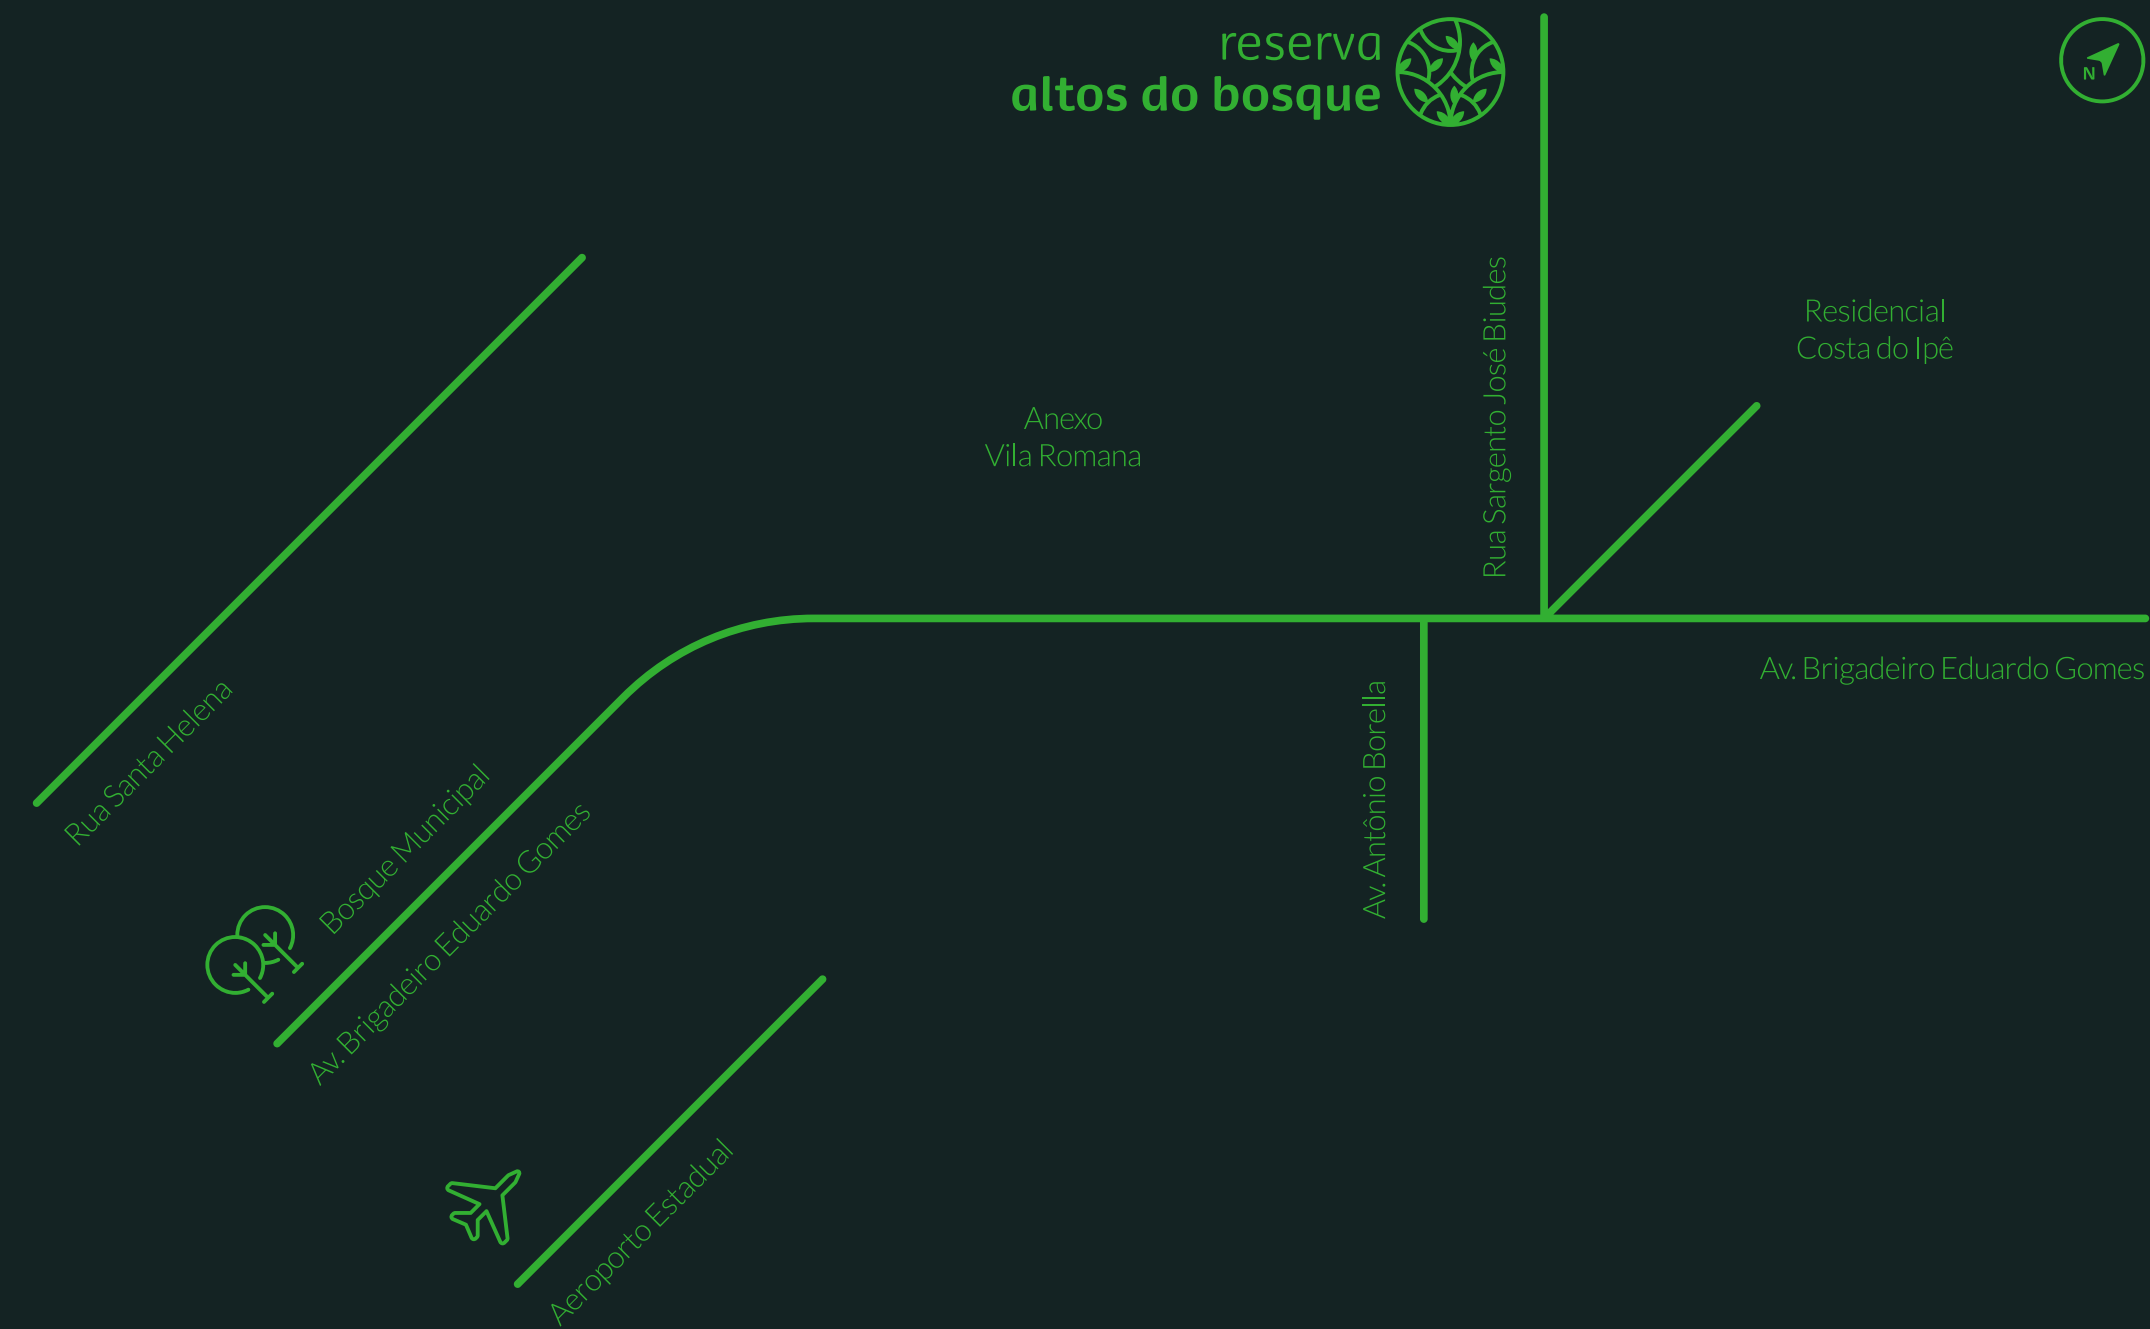 reserva
altos do bosque
N
Rua Sargento José Biudes
Residencial
Costa do Ipê
Anexo
Vila Romana
Av. Brigadeiro Eduardo Gomes
Av. Antônio Borella
Rua Santa Helena
Bosque Municipal
Av. Brigadeiro Eduardo Gomes
Aeroporto Estadual